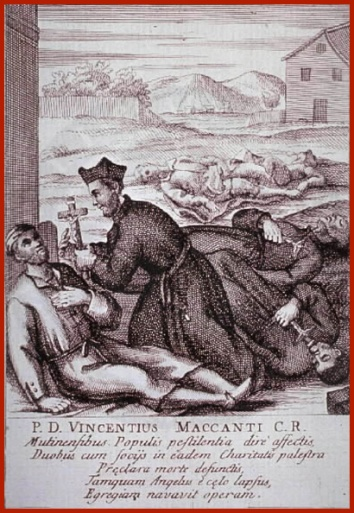 P. D. VINCENTIUS MACCANTI C. R.
Mutinensibus Populis pestilentia dirè affectis,
Duobus cum socijs in eadem Charitatis palestra
Præclara morte defunctis,
Tamquam Angelus è cęlo lapsus,
Egregiam navavit operam.